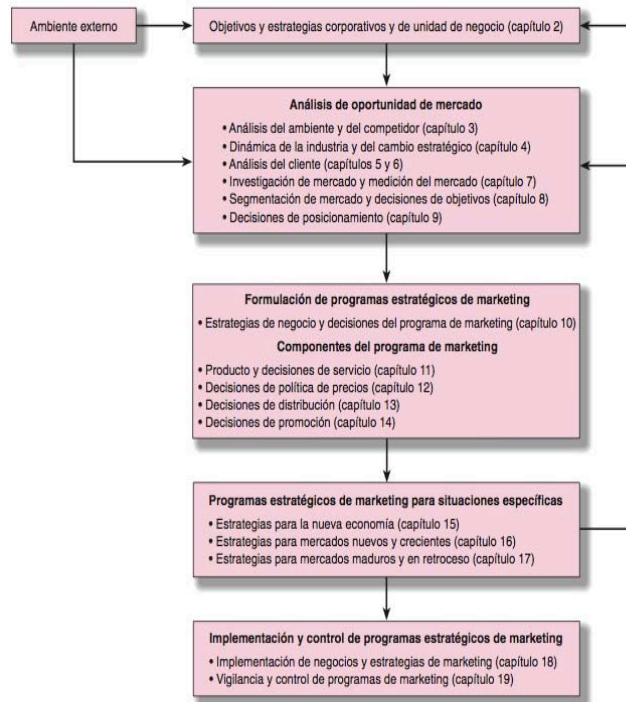 Ambiente externo
Objetivos y estrategias corporativos y de unidad de negocio (capítulo 2)
Análisis de oportunidad de mercado
• Análisis del ambiente y del competidor (capítulo 3)
• Dinámica de la industria y del cambio estratégico (capítulo 4)
• Análisis del cliente (capítulos 5 y 6)
• Investigación de mercado y medición del mercado (capítulo 7)
• Segmentación de mercado y decisiones de objetivos (capítulo 8)
• Decisiones de posicionamiento (capítulo 9)
Formulación de programas estratégicos de marketing
• Estrategias de negocio y decisiones del programa de marketing (capítulo 10)
Componentes del programa de marketing
• Producto y decisiones de servicio (capítulo 11)
• Decisiones de política de precios (capítulo 12)
• Decisiones de distribución (capítulo 13)
• Decisiones de promoción (capítulo 14)
Programas estratégicos de marketing para situaciones específicas
• Estrategias para la nueva economía (capítulo 15)
• Estrategias para mercados nuevos y crecientes (capítulo 16)
• Estrategias para mercados maduros y en retroceso (capítulo 17)
Implementación y control de programas estratégicos de marketing
• Implementación de negocios y estrategias de marketing (capítulo 18)
• Vigilancia y control de programas de marketing (capítulo 19)